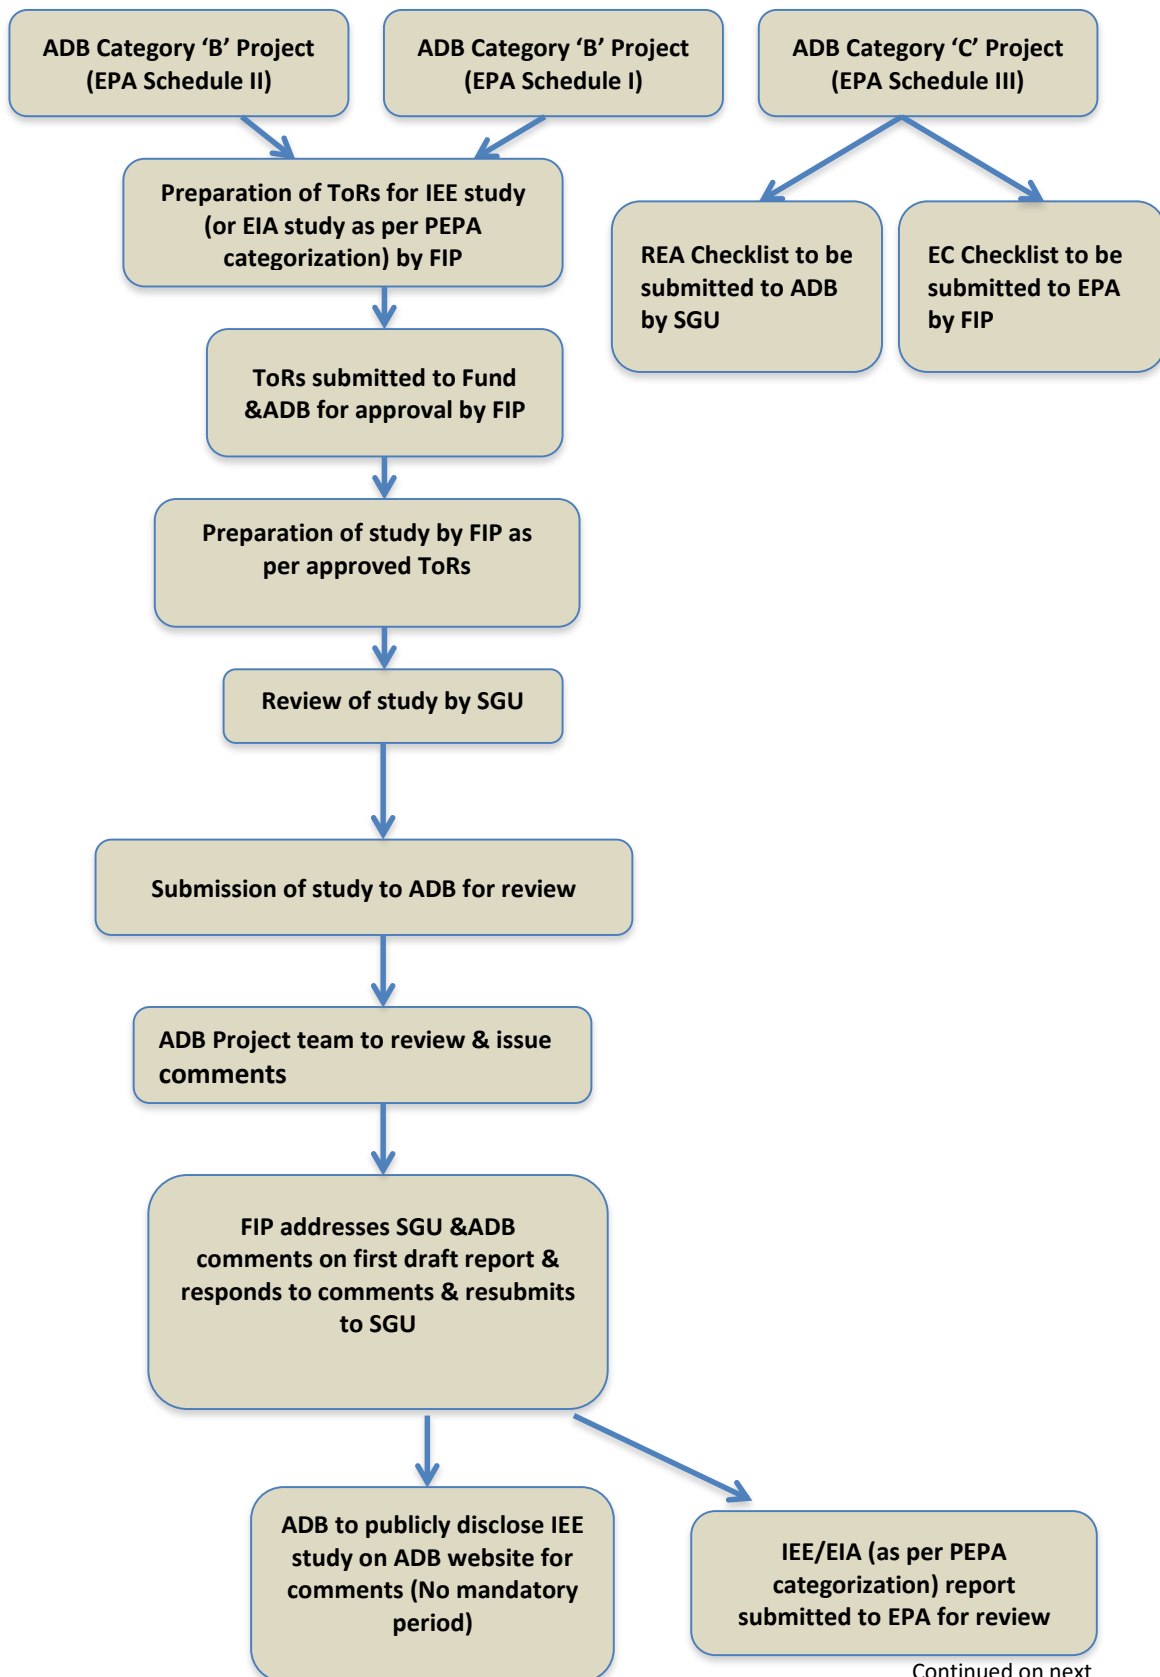 ADB Category ‘B’ Project
(EPA Schedule II)
ADB Category ‘B’ Project
(EPA Schedule I)
ADB Category ‘C’ Project
(EPA Schedule III)
Preparation of ToRs for IEE study
(or EIA study as per PEPA
categorization) by FIP
REA Checklist to be
submitted to ADB
by SGU
EC Checklist to be
submitted to EPA
by FIP
ToRs submitted to Fund
&ADB for approval by FIP
Preparation of study by FIP as
per approved ToRs
Review of study by SGU
Submission of study to ADB for review
ADB Project team to review & issue
comments
FIP addresses SGU &ADB
comments on first draft report &
responds to comments & resubmits
to SGU
ADB to publicly disclose IEE
study on ADB website for
comments (No mandatory
period)
IEE/EIA (as per PEPA
categorization) report
submitted to EPA for review
Continued on next